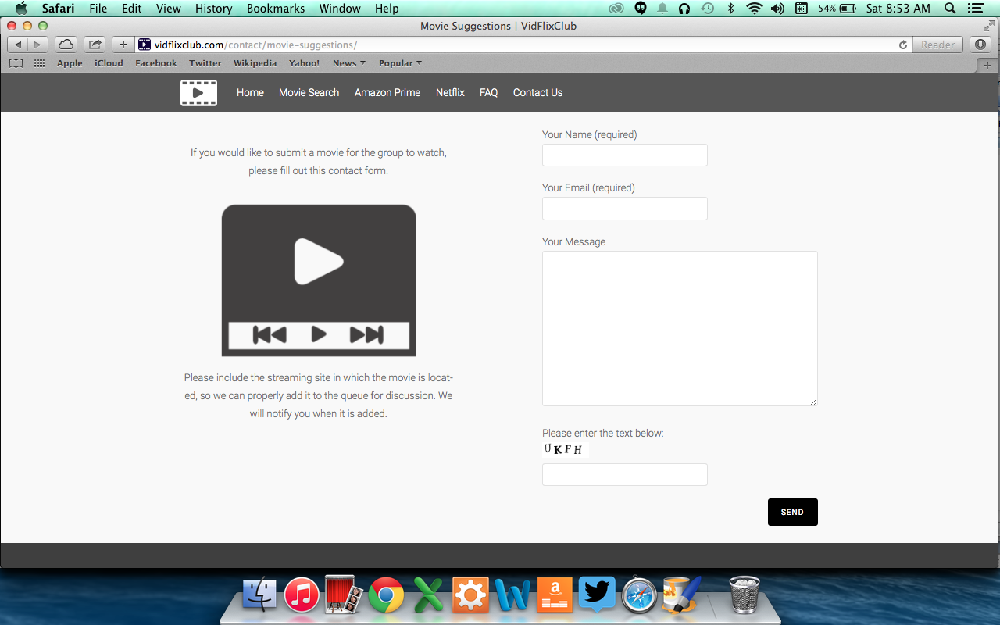 Safari File Edit View History Bookmarks Window Help 54% Sat 8:53 AM
Movie Suggestions | VidFlixClub
vidflixclub.com/contact/movie-suggestions/ Reader
Apple iCloud Facebook Twitter Wikipedia Yahoo! News Popular
Home Movie Search Amazon Prime Netflix FAQ Contact Us
If you would like to submit a movie for the group to watch,
please fill out this contact form.
Please include the streaming site in which the movie is locat-
ed, so we can properly add it to the queue for discussion. We
will notify you when it is added.
Your Name (required)
Your Email (required)
Your Message
Please enter the text below:
UKFH
SEND